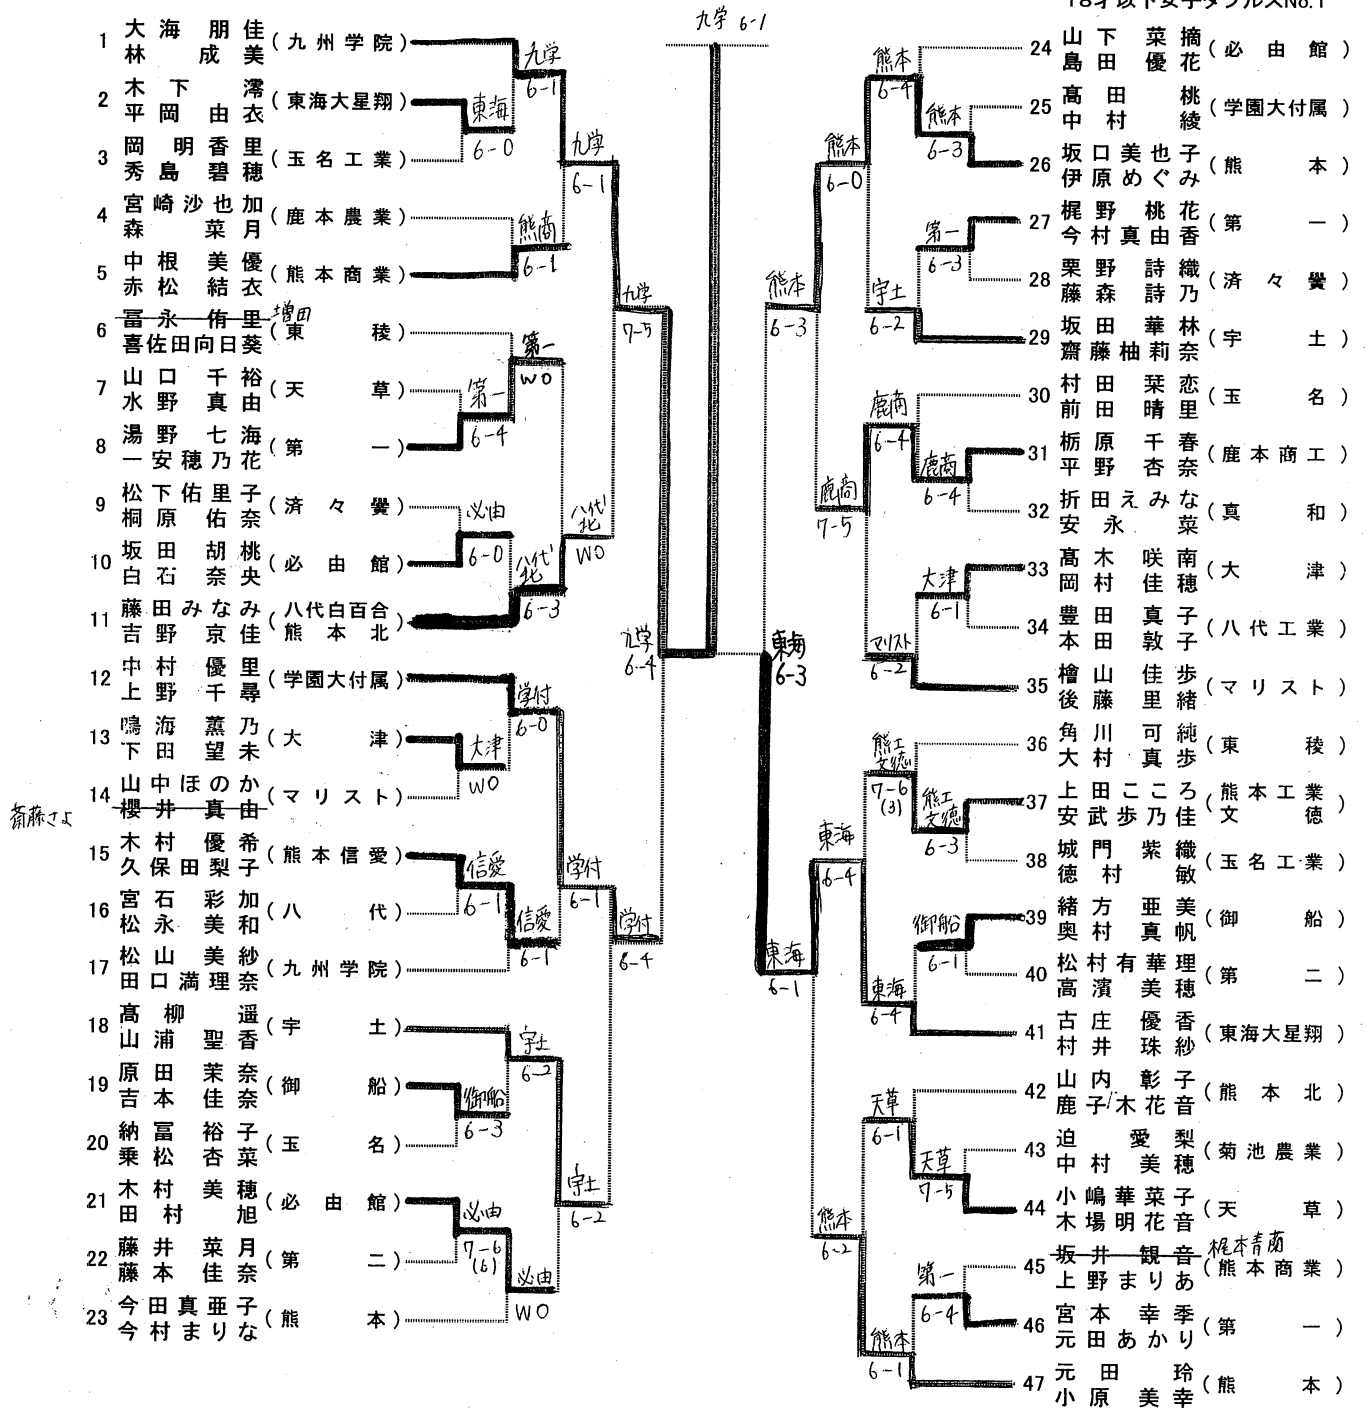 18才以下女子ダブルスNo.1
九学 6-1
1 大海朋佳 林成美 (九州学院)
2 木下澪 平岡由衣 (東海大星翔)
3 岡明香里 秀島碧穂 (玉名工業)
4 宮崎沙也加 森菜月 (鹿本農業)
5 中根美優 赤松結衣 (熊本商業)
6 冨永侑里 増田 喜佐田向日葵 (東稜)
7 山口千裕 水野真由 (天草)
8 湯野七海 一安穂乃花 (第一)
9 松下佑里子 桐原佑奈 (済々黌)
10 坂田胡桃 白石奈央 (必由館)
11 藤田みなみ 吉野京佳 (八代白百合 熊本北)
12 中村優里 上野千尋 (学園大付属)
13 鳴海薫乃 下田望未 (大津)
14 山中ほのか 櫻井真由 (マリスト)
斎藤さよ
15 木村優希 久保田梨子 (熊本信愛)
16 宮石彩加 松永美和 (八代)
17 松山美紗 田口満理奈 (九州学院)
18 髙柳遥 山浦聖香 (宇土)
19 原田茉奈 吉本佳奈 (御船)
20 納冨裕子 乗松杏菜 (玉名)
21 木村美穂 田村旭 (必由館)
22 藤井菜月 藤本佳奈 (第二)
23 今田真亜子 今村まりな (熊本)
九学 6-1
東海 6-0
九学 6-1
熊商 6-1
九学 7-5
第一 WO
第一 6-4
必由 6-0
八代北 WO
八代北 6-3
九学 6-4
学付 6-0
大津 WO
信愛 6-1
学付 6-1
信愛 6-1
学付 6-4
宇土 6-2
御船 6-3
宇土 6-2
必由 7-6 (6)
必由 WO
24 山下菜摘 島田優花 (必由館)
25 髙田桃 中村綾 (学園大付属)
26 坂口美也子 伊原めぐみ (熊本)
27 梶野桃花 今村真由香 (第一)
28 栗野詩織 藤森詩乃 (済々黌)
29 坂田華林 齋藤柚莉奈 (宇土)
30 村田栞恋 前田晴里 (玉名)
31 栃原千春 平野杏奈 (鹿本商工)
32 折田えみな 安永菜 (真和)
33 髙木咲南 岡村佳穂 (大津)
34 豊田真子 本田敦子 (八代工業)
35 檜山佳歩 後藤里緒 (マリスト)
36 角川可純 大村真歩 (東稜)
37 上田こころ 安武歩乃佳 (熊本工業 文徳)
38 城門紫織 徳村敏 (玉名工業)
39 緒方亜美 奥村真帆 (御船)
40 松村有華理 高濱美穂 (第二)
41 古庄優香 村井珠紗 (東海大星翔)
42 山内彰子 鹿子木花音 (熊本北)
43 迫愛梨 中村美穂 (菊池農業)
44 小嶋華菜子 木場明花音 (天草)
45 坂井観音 梶本青蘭 上野まりあ (熊本商業)
46 宮本幸季 元田あかり (第一)
47 元田玲 小原美幸 (熊本)
熊本 6-4
熊本 6-3
熊本 6-0
第一 6-3
熊本 6-3
宇土 6-2
鹿商 6-4
鹿商 6-4
鹿商 7-5
大津 6-1
マリスト 6-2
東海 6-3
熊工 文徳 7-6 (3)
熊工 文徳 6-3
東海 6-4
御船 6-1
東海 6-1
東海 6-4
天草 6-1
天草 7-5
熊本 6-2
第一 6-4
熊本 6-1